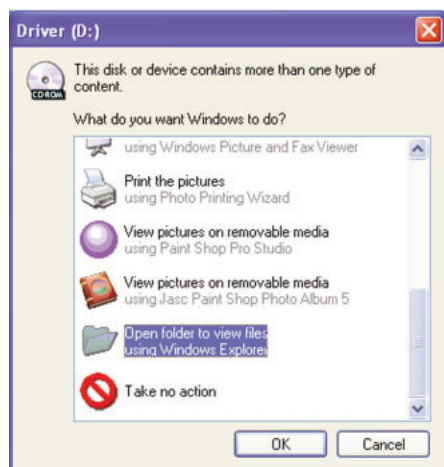 Driver (D:)
This disk or device contains more than one type of
content.
CD-ROM
What do you want Windows to do?
using Windows Picture and Fax Viewer
Print the pictures
using Photo Printing Wizard
View pictures on removable media
using Paint Shop Pro Studio
View pictures on removable media
using Jasc Paint Shop Photo Album 5
Open folder to view files
using Windows Explorer
Take no action
OK
Cancel